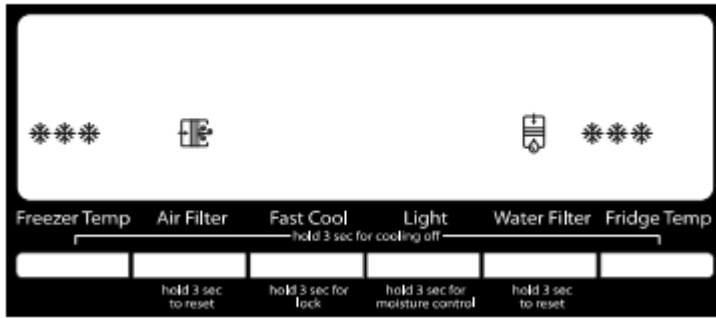 Freezer Temp Air Filter Fast Cool Light Water Filter Fridge Temp
hold 3 sec for cooling off
hold 3 sec to reset
hold 3 sec for lock
hold 3 sec for moisture control
hold 3 sec to reset